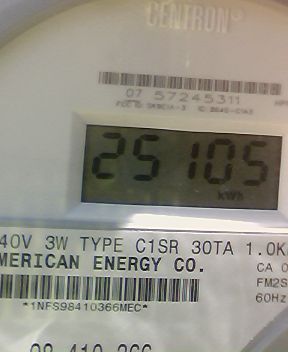 CENTRON®
07 57245311
25105
kWh
40V 3W TYPE C1SR 30TA 1.0K
MERICAN ENERGY CO.
CA 0
FM2S
60Hz
*1NFS98410366MEC*